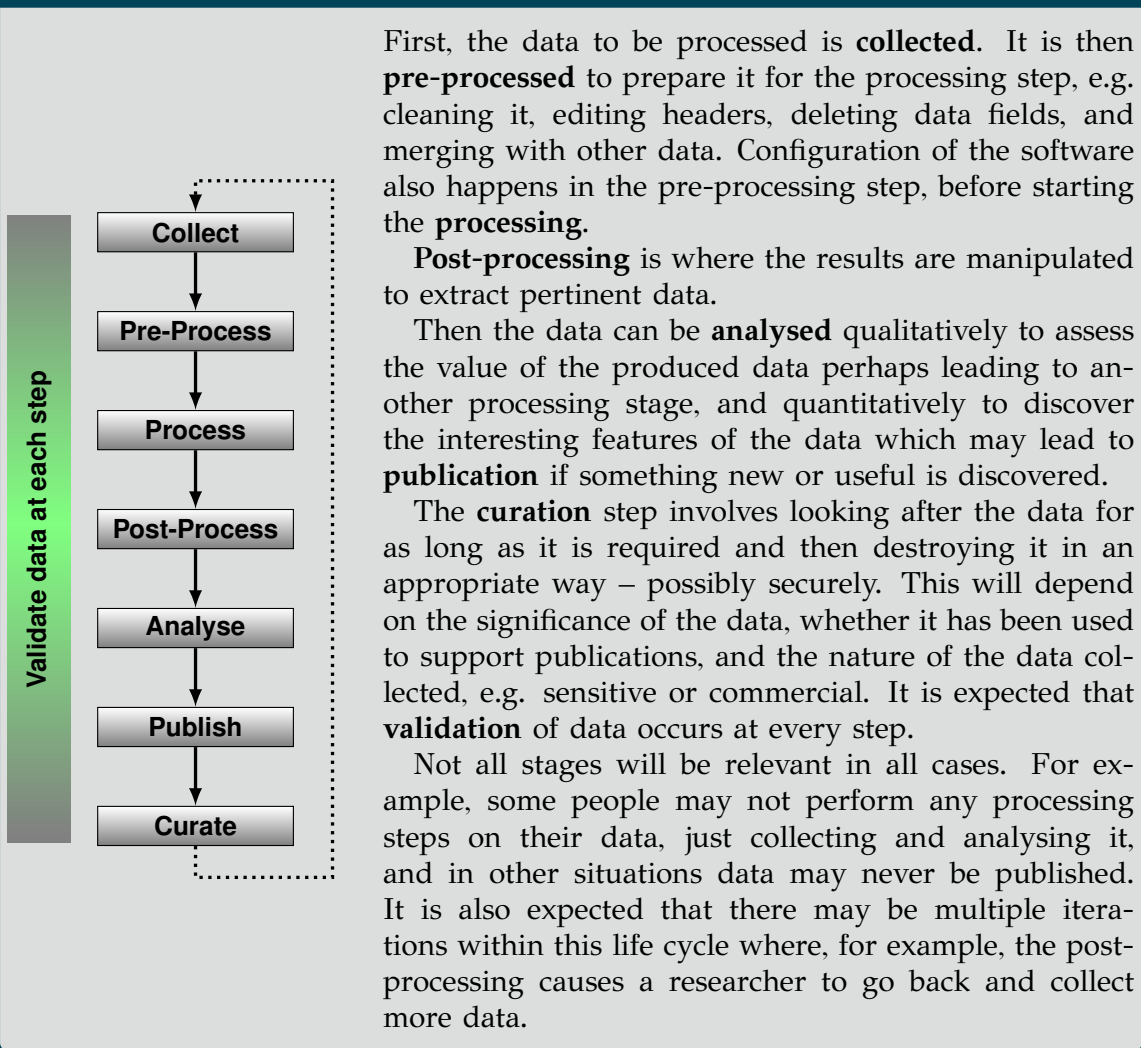 Validate data at each step
Collect
Pre-Process
Process
Post-Process
Analyse
Publish
Curate
First, the data to be processed is collected. It is then
pre-processed to prepare it for the processing step, e.g.
cleaning it, editing headers, deleting data fields, and
merging with other data. Configuration of the software
also happens in the pre-processing step, before starting
the processing.
Post-processing is where the results are manipulated
to extract pertinent data.
Then the data can be analysed qualitatively to assess
the value of the produced data perhaps leading to an-
other processing stage, and quantitatively to discover
the interesting features of the data which may lead to
publication if something new or useful is discovered.
The curation step involves looking after the data for
as long as it is required and then destroying it in an
appropriate way – possibly securely. This will depend
on the significance of the data, whether it has been used
to support publications, and the nature of the data col-
lected, e.g. sensitive or commercial. It is expected that
validation of data occurs at every step.
Not all stages will be relevant in all cases. For ex-
ample, some people may not perform any processing
steps on their data, just collecting and analysing it,
and in other situations data may never be published.
It is also expected that there may be multiple itera-
tions within this life cycle where, for example, the post-
processing causes a researcher to go back and collect
more data.